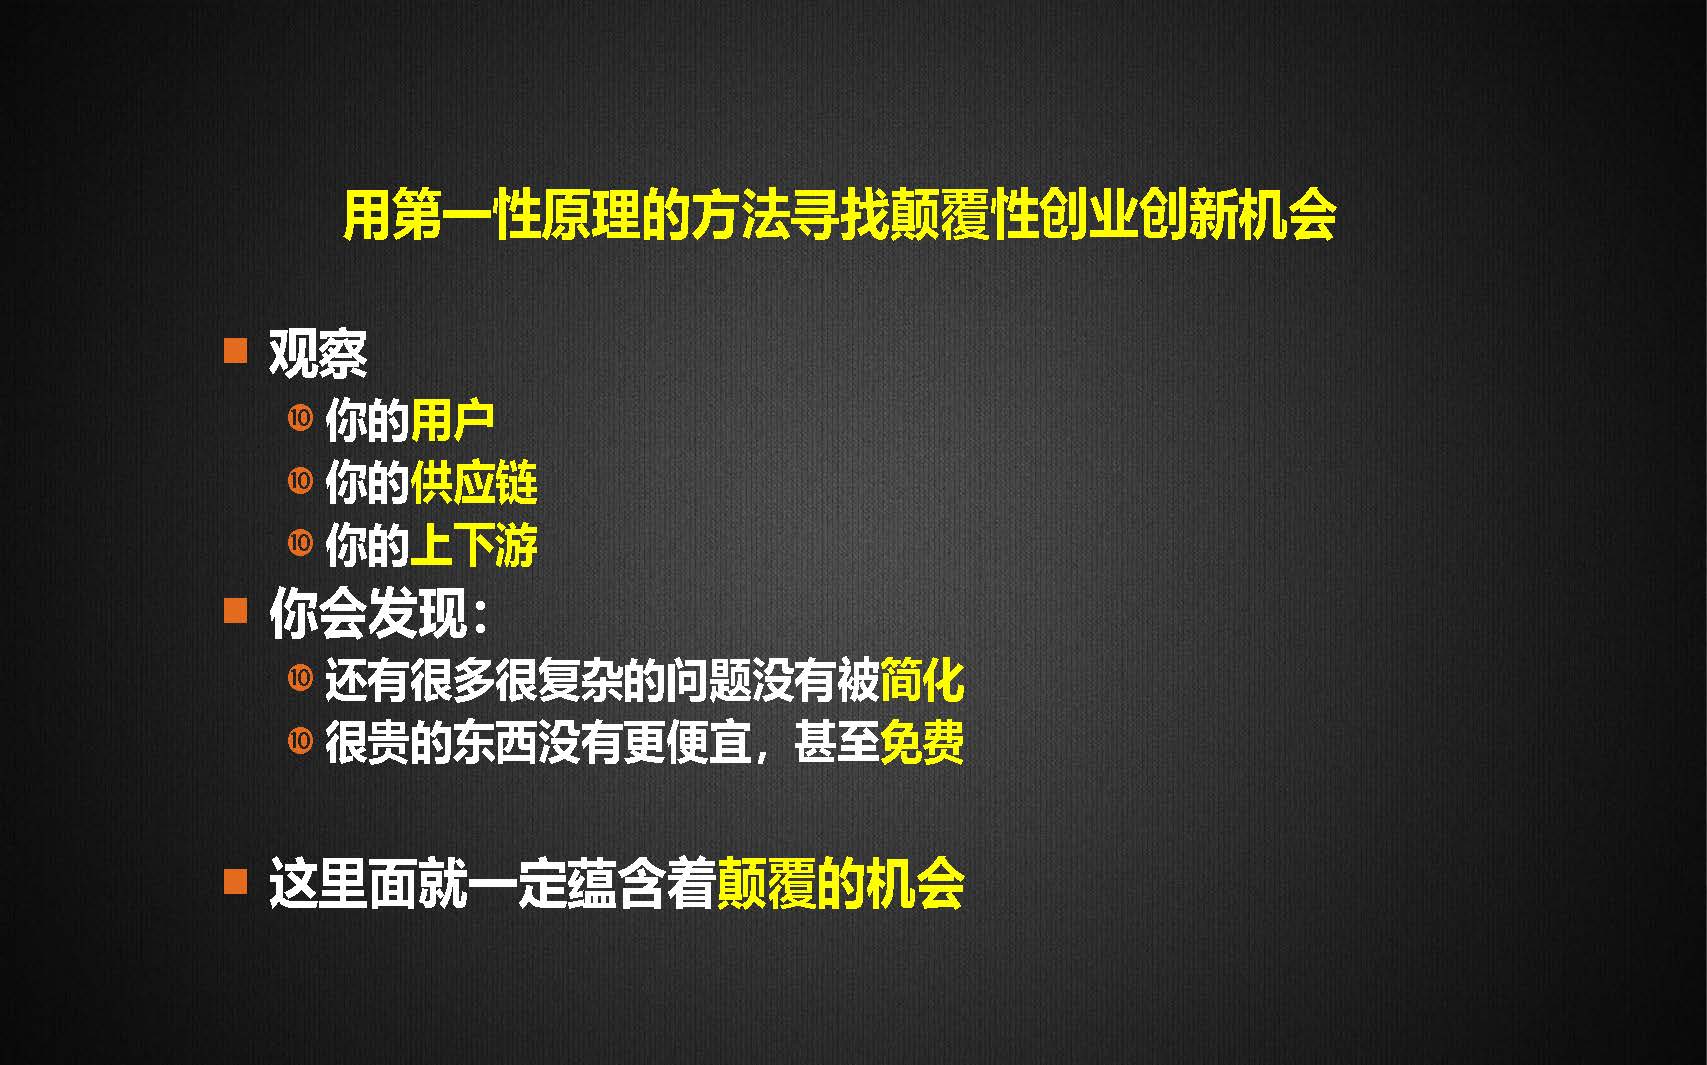 用第一性原理的方法寻找颠覆性创业创新机会
■ 观察
⑩ 你的用户
⑩ 你的供应链
⑩ 你的上下游
■ 你会发现：
⑩ 还有很多很复杂的问题没有被简化
⑩ 很贵的东西没有更便宜，甚至免费
■ 这里面就一定蕴含着颠覆的机会